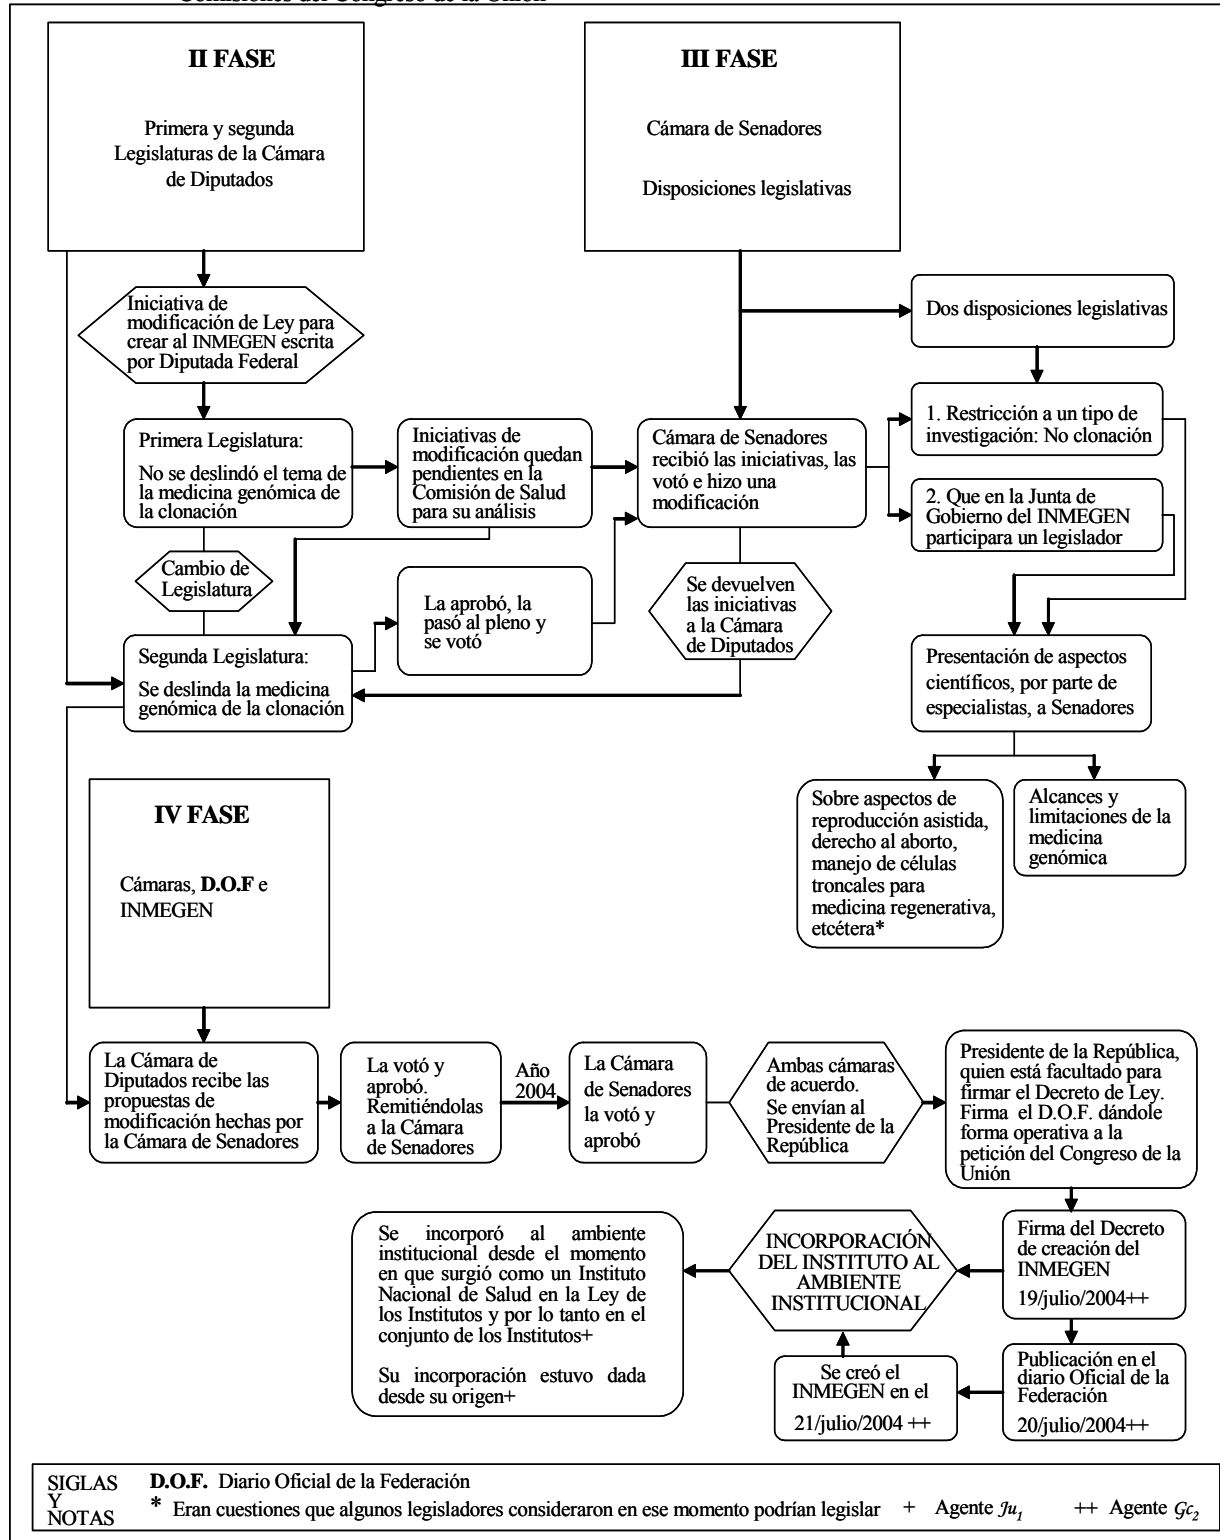 Comisiones del Congreso de la Unión
II FASE
Primera y segunda
Legislaturas de la Cámara
de Diputados
III FASE
Cámara de Senadores
Disposiciones legislativas
Iniciativa de
modificación de Ley para
crear al INMEGEN escrita
por Diputada Federal
Dos disposiciones legislativas
Primera Legislatura:
No se deslindó el tema de
la medicina genómica de
la clonación
Iniciativas de
modificación quedan
pendientes en la
Comisión de Salud
para su análisis
Cámara de Senadores
recibió las iniciativas, las
votó e hizo una
modificación
1. Restricción a un tipo de
investigación: No clonación
2. Que en la Junta de
Gobierno del INMEGEN
participara un legislador
Cambio de
Legislatura
La aprobó, la
pasó al pleno y
se votó
Se devuelven
las iniciativas
a la Cámara
de Diputados
Segunda Legislatura:
Se deslinda la medicina
genómica de la clonación
Presentación de aspectos
científicos, por parte de
especialistas, a Senadores
Sobre aspectos de
reproducción asistida,
derecho al aborto,
manejo de células
troncales para
medicina regenerativa,
etcétera*
Alcances y
limitaciones de la
medicina
genómica
IV FASE
Cámaras, D.O.F e
INMEGEN
La Cámara de
Diputados recibe las
propuestas de
modificación hechas por
la Cámara de Senadores
La votó y
aprobó.
Remitiéndolas
a la Cámara
de Senadores
Año
2004
La Cámara
de Senadores
la votó y
aprobó
Ambas cámaras
de acuerdo.
Se envían al
Presidente de la
República
Presidente de la República,
quien está facultado para
firmar el Decreto de Ley.
Firma el D.O.F. dándole
forma operativa a la
petición del Congreso de la
Unión
Se incorporó al ambiente
institucional desde el momento
en que surgió como un Instituto
Nacional de Salud en la Ley de
los Institutos y por lo tanto en el
conjunto de los Institutos+
Su incorporación estuvo dada
desde su origen+
INCORPORACIÓN
DEL INSTITUTO AL
AMBIENTE
INSTITUCIONAL
Firma del Decreto
de creación del
INMEGEN
19/julio/2004++
Se creó el
INMEGEN en el
21/julio/2004 ++
Publicación en el
diario Oficial de la
Federación
20/julio/2004++
SIGLAS
Y
NOTAS
D.O.F. Diario Oficial de la Federación
* Eran cuestiones que algunos legisladores consideraron en ese momento podrían legislar + Agente Ju1 ++ Agente Gc2